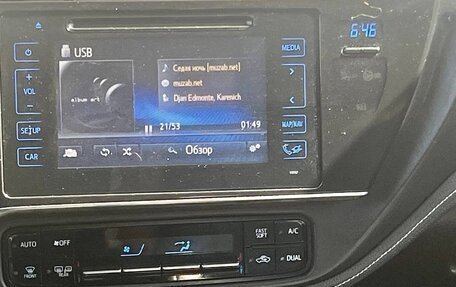 6:46
USB
MEDIA
VOL
Седая ночь [muzab.net]
muzab.net
Djan Edmonte, Karenich
album art
21/53
01:49
SETUP
MAP/NAV
CAR
Обзор
AUTO
OFF
FAST
SOFT
A/C
FRONT
REAR
DUAL